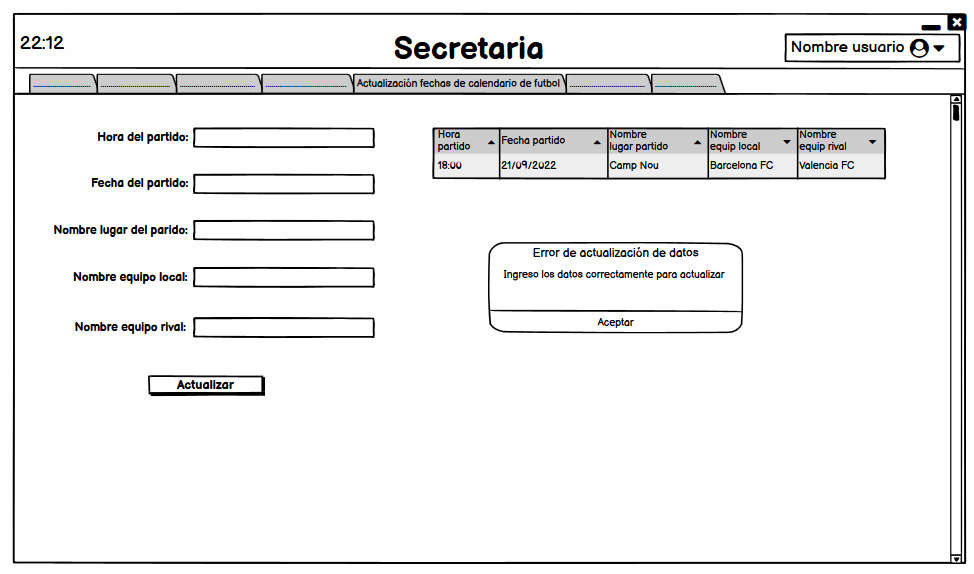 22:12
Secretaria
Nombre usuario
Actualización fechas de calendario de futbol
Hora del partido:
Fecha del partido:
Nombre lugar del parido:
Nombre equipo local:
Nombre equipo rival:
Actualizar
Hora partido
Fecha partido
Nombre lugar partido
Nombre equip local
Nombre equip rival
18:00
21/09/2022
Camp Nou
Barcelona FC
Valencia FC
Error de actualización de datos
Ingreso los datos correctamente para actualizar
Aceptar